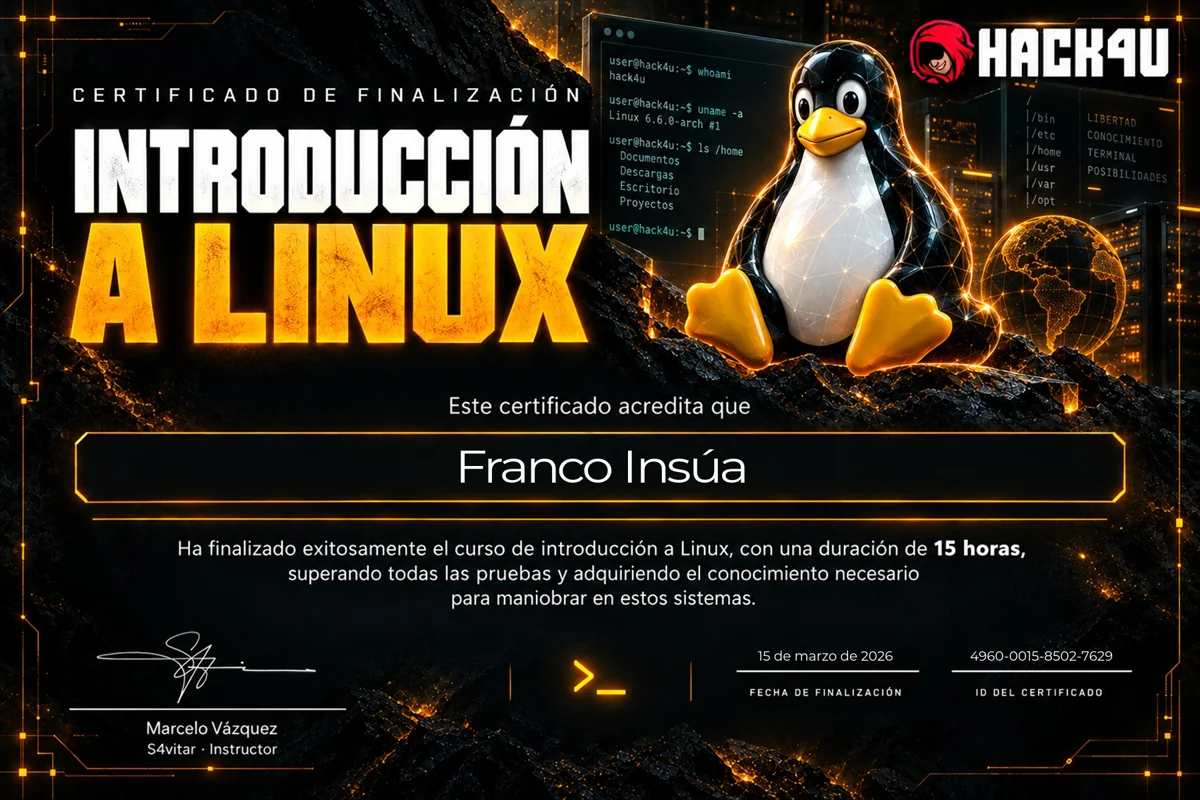 HACK4U
CERTIFICADO DE FINALIZACIÓN
INTRODUCCIÓN
A LINUX
user@hack4u:~$ whoami
hack4u
user@hack4u:~$ uname -a
Linux 6.6.0-arch #1
user@hack4u:~$ ls /home
Documentos
Descargas
Escritorio
Proyectos
user@hack4u:~$
/
/bin
/etc
/home
/usr
/var
/opt
LIBERTAD
CONOCIMIENTO
TERMINAL
POSIBILIDADES
Este certificado acredita que
Franco Insúa
Ha finalizado exitosamente el curso de introducción a Linux, con una duración de 15 horas,
superando todas las pruebas y adquiriendo el conocimiento necesario
para maniobrar en estos sistemas.
Marcelo Vázquez
S4vitar · Instructor
>_
15 de marzo de 2026
FECHA DE FINALIZACIÓN
4960-0015-8502-7629
ID DEL CERTIFICADO